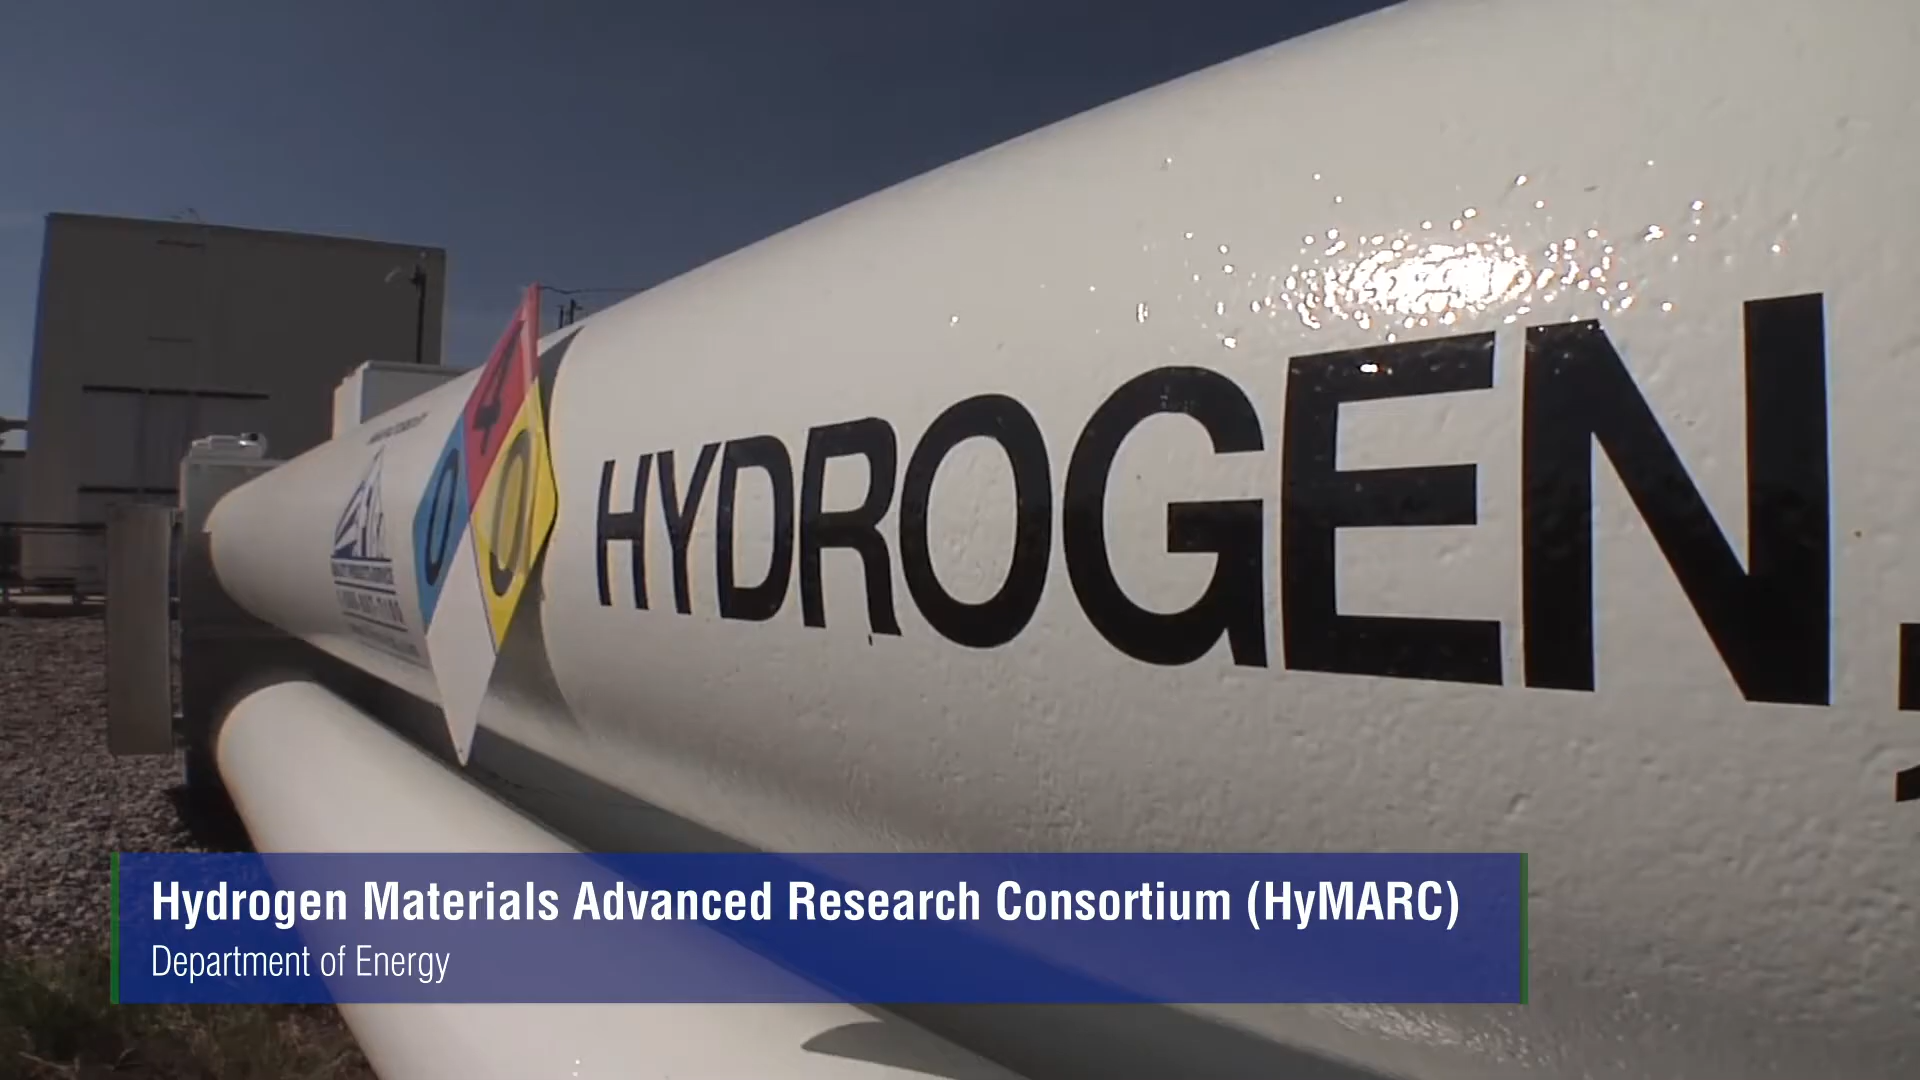 4
0
0
HYDROGEN,
Hydrogen Materials Advanced Research Consortium (HyMARC)
Department of Energy